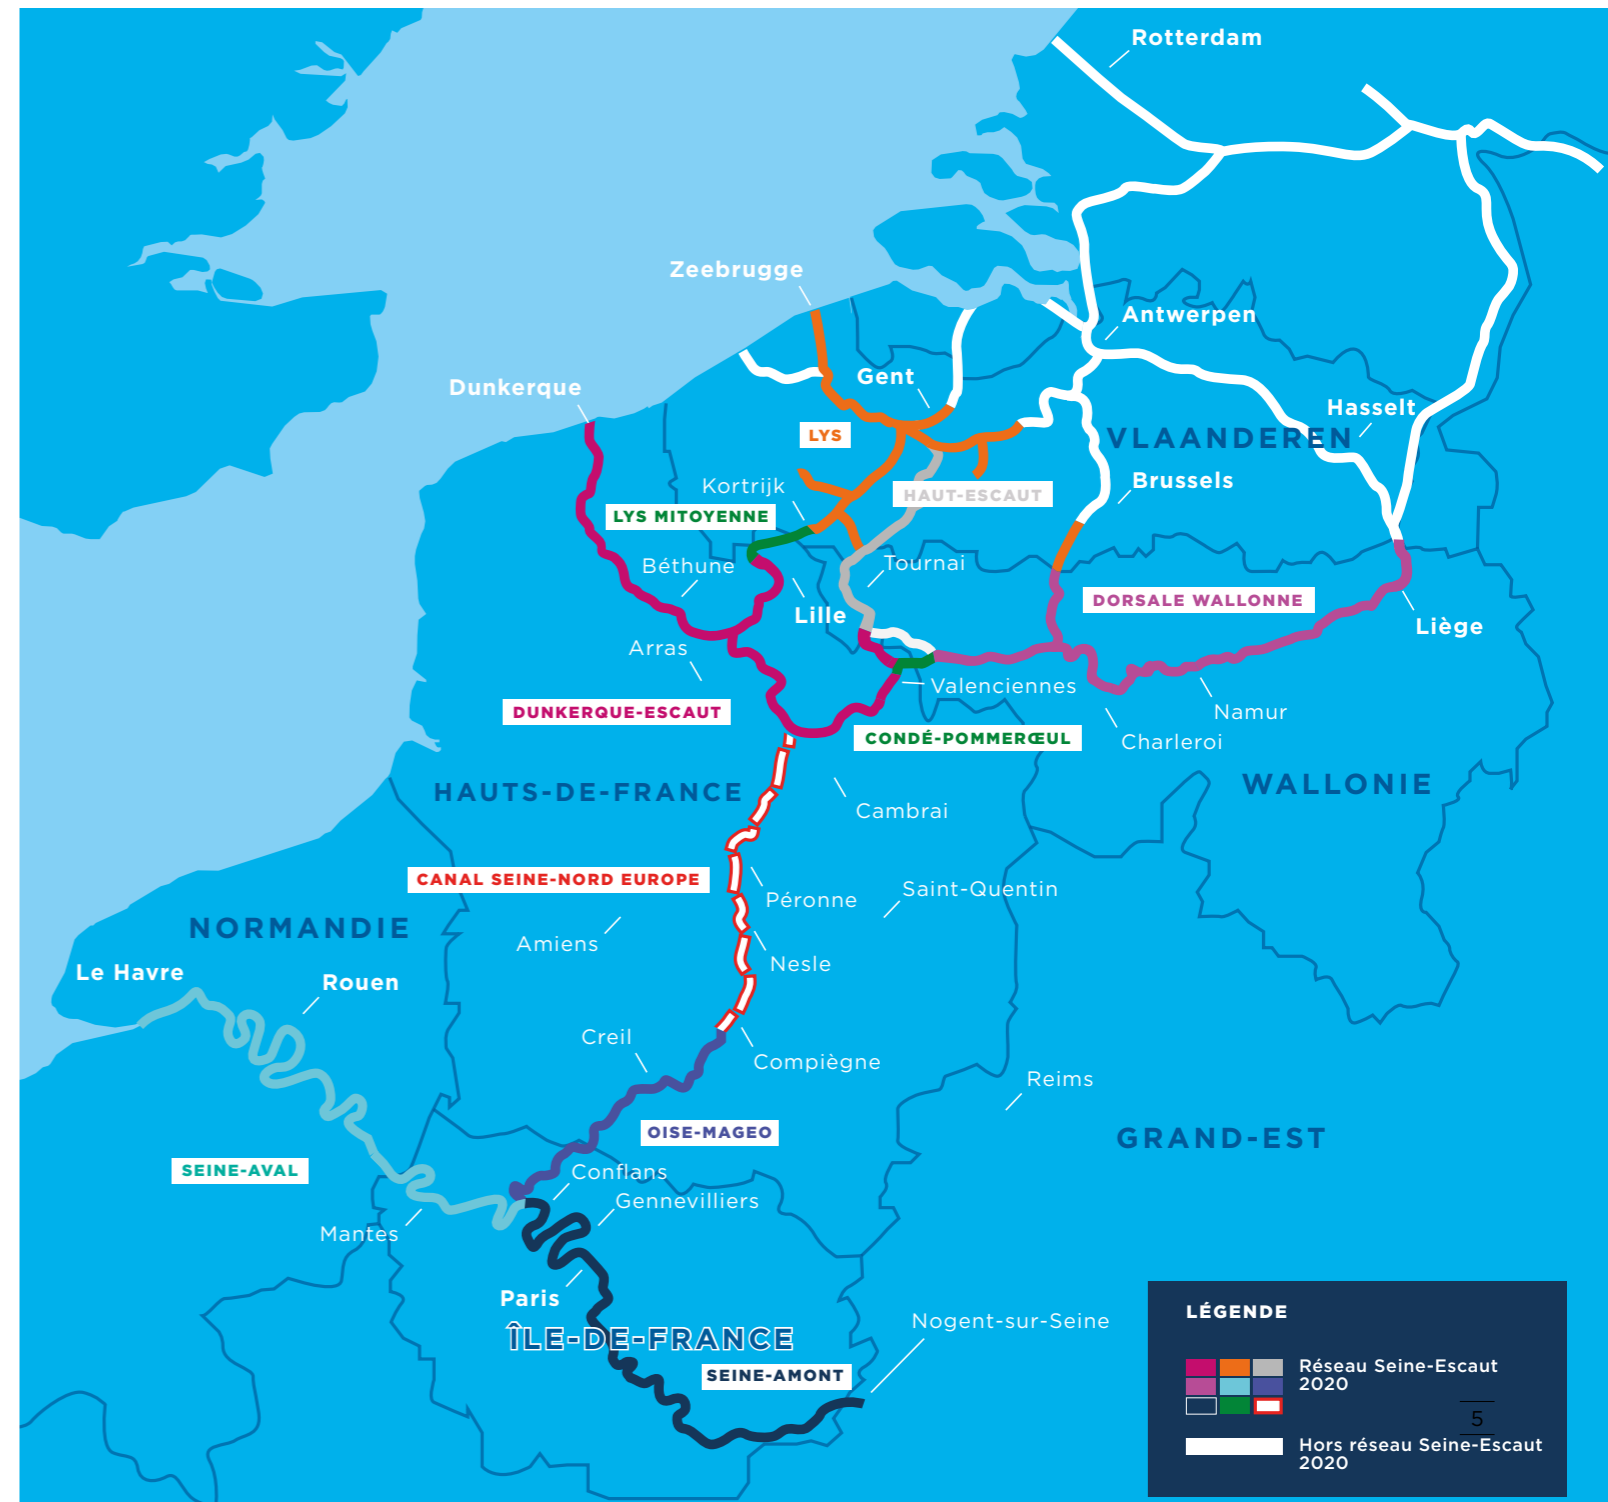 Rotterdam
Zeebrugge
Antwerpen
Dunkerque
Gent
Hasselt
LYS
VLAANDEREN
Kortrijk
HAUT-ESCAUT
Brussels
LYS MITOYENNE
Béthune
Tournai
DORSALE WALLONNE
Lille
Liège
Arras
Valenciennes
DUNKERQUE-ESCAUT
Namur
CONDÉ-POMMERŒUL
Charleroi
HAUTS-DE-FRANCE
WALLONIE
Cambrai
CANAL SEINE-NORD EUROPE
Saint-Quentin
Péronne
NORMANDIE
Amiens
Nesle
Le Havre
Rouen
Creil
Compiègne
Reims
OISE-MAGEO
GRAND-EST
SEINE-AVAL
Conflans
Gennevilliers
Mantes
Paris
Nogent-sur-Seine
ÎLE-DE-FRANCE
SEINE-AMONT
LÉGENDE
Réseau Seine-Escaut
2020
5
Hors réseau Seine-Escaut
2020